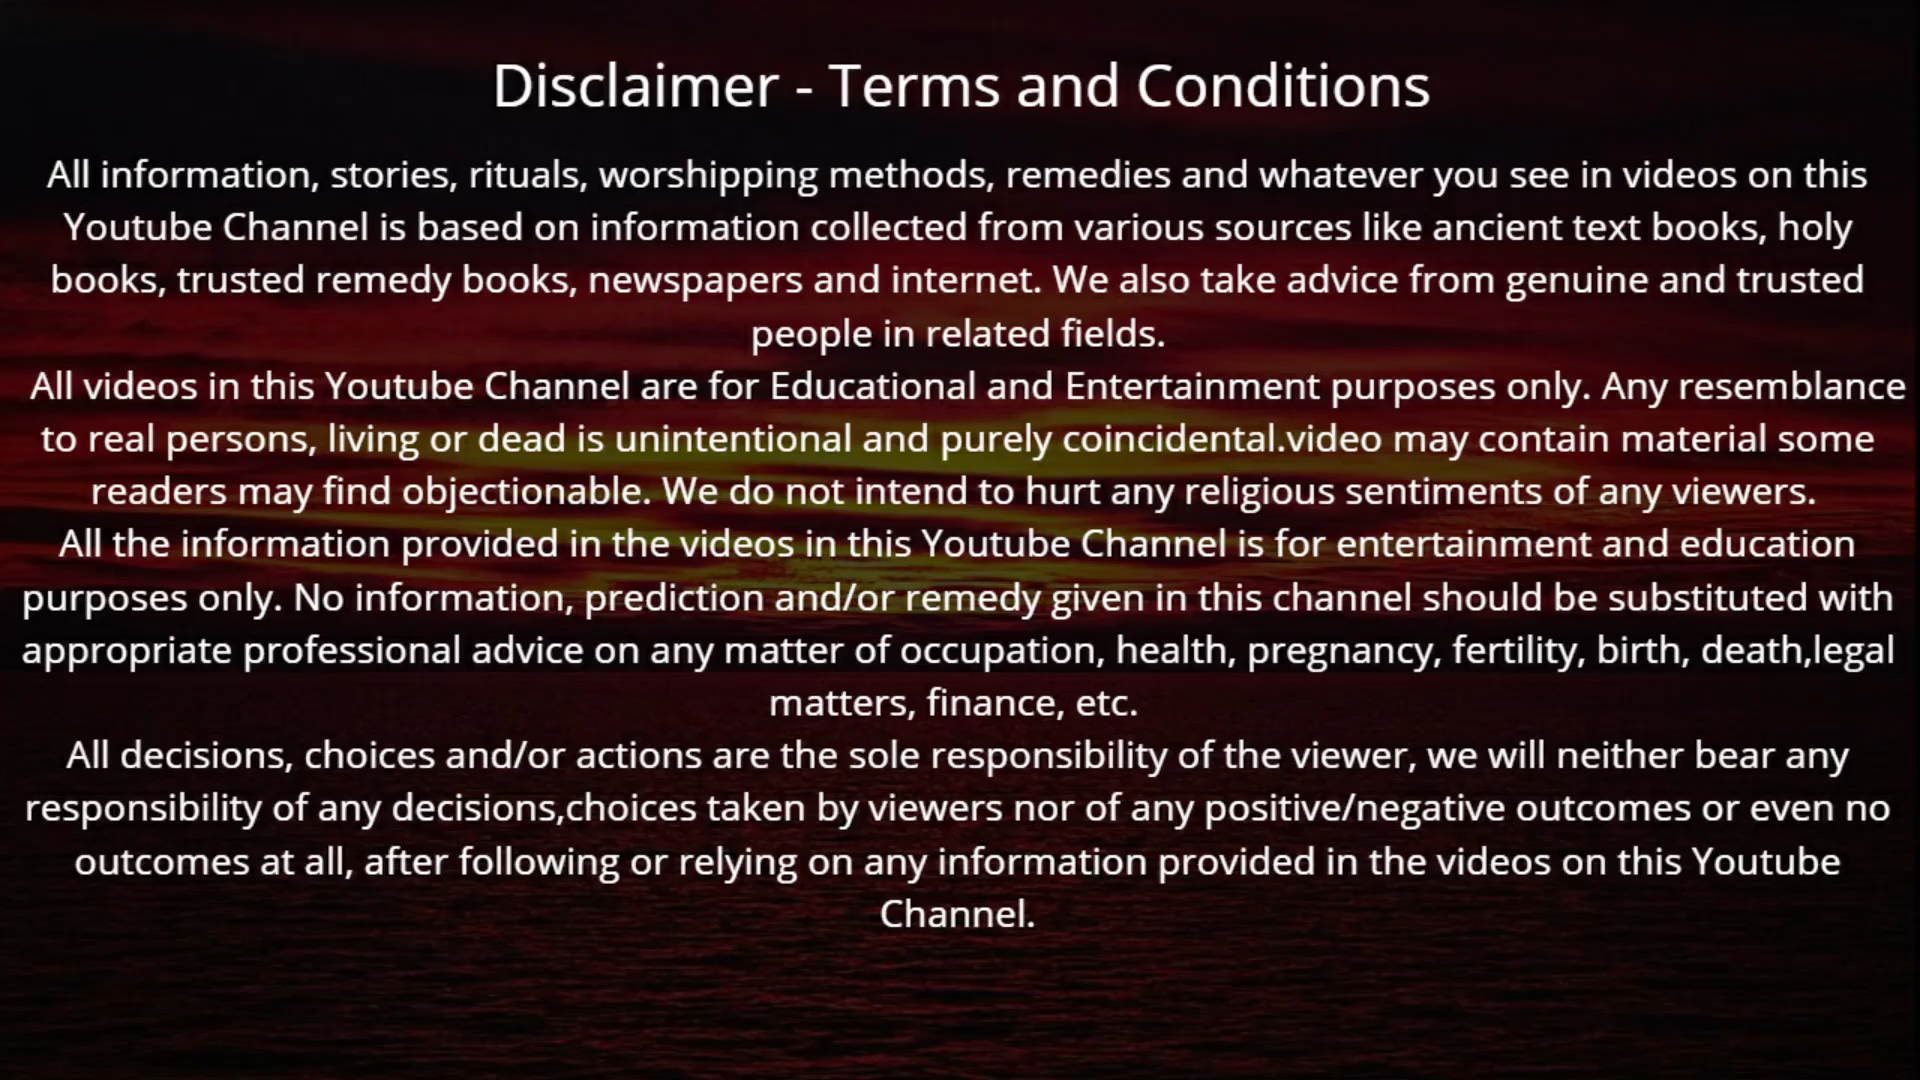 Disclaimer - Terms and Conditions
All information, stories, rituals, worshipping methods, remedies and whatever you see in videos on this
Youtube Channel is based on information collected from various sources like ancient text books, holy
books, trusted remedy books, newspapers and internet. We also take advice from genuine and trusted
people in related fields.
All videos in this Youtube Channel are for Educational and Entertainment purposes only. Any resemblance
to real persons, living or dead is unintentional and purely coincidental.video may contain material some
readers may find objectionable. We do not intend to hurt any religious sentiments of any viewers.
All the information provided in the videos in this Youtube Channel is for entertainment and education
purposes only. No information, prediction and/or remedy given in this channel should be substituted with
appropriate professional advice on any matter of occupation, health, pregnancy, fertility, birth, death,legal
matters, finance, etc.
All decisions, choices and/or actions are the sole responsibility of the viewer, we will neither bear any
responsibility of any decisions,choices taken by viewers nor of any positive/negative outcomes or even no
outcomes at all, after following or relying on any information provided in the videos on this Youtube
Channel.